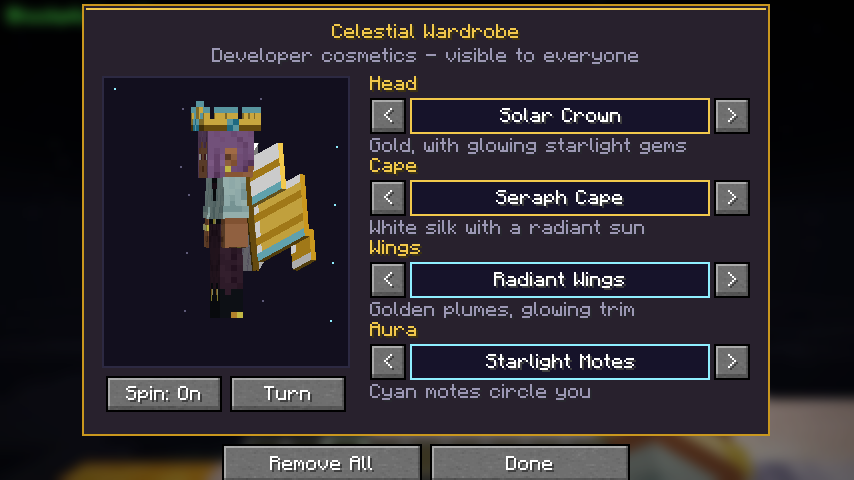 Celestial Wardrobe
Developer cosmetics – visible to everyone
Head
< Solar Crown >
Gold, with glowing starlight gems
Cape
< Seraph Cape >
White silk with a radiant sun
Wings
< Radiant Wings >
Golden plumes, glowing trim
Aura
< Starlight Motes >
Cyan motes circle you
Spin: On
Turn
Remove All
Done